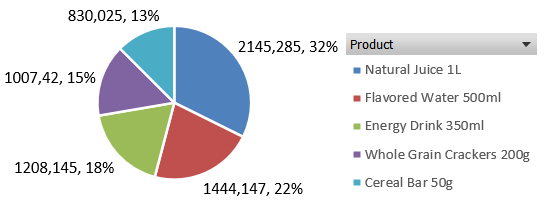 830,025, 13%
2145,285, 32%
1007,42, 15%
1208,145, 18%
1444,147, 22%
Product
Natural Juice 1L
Flavored Water 500ml
Energy Drink 350ml
Whole Grain Crackers 200g
Cereal Bar 50g